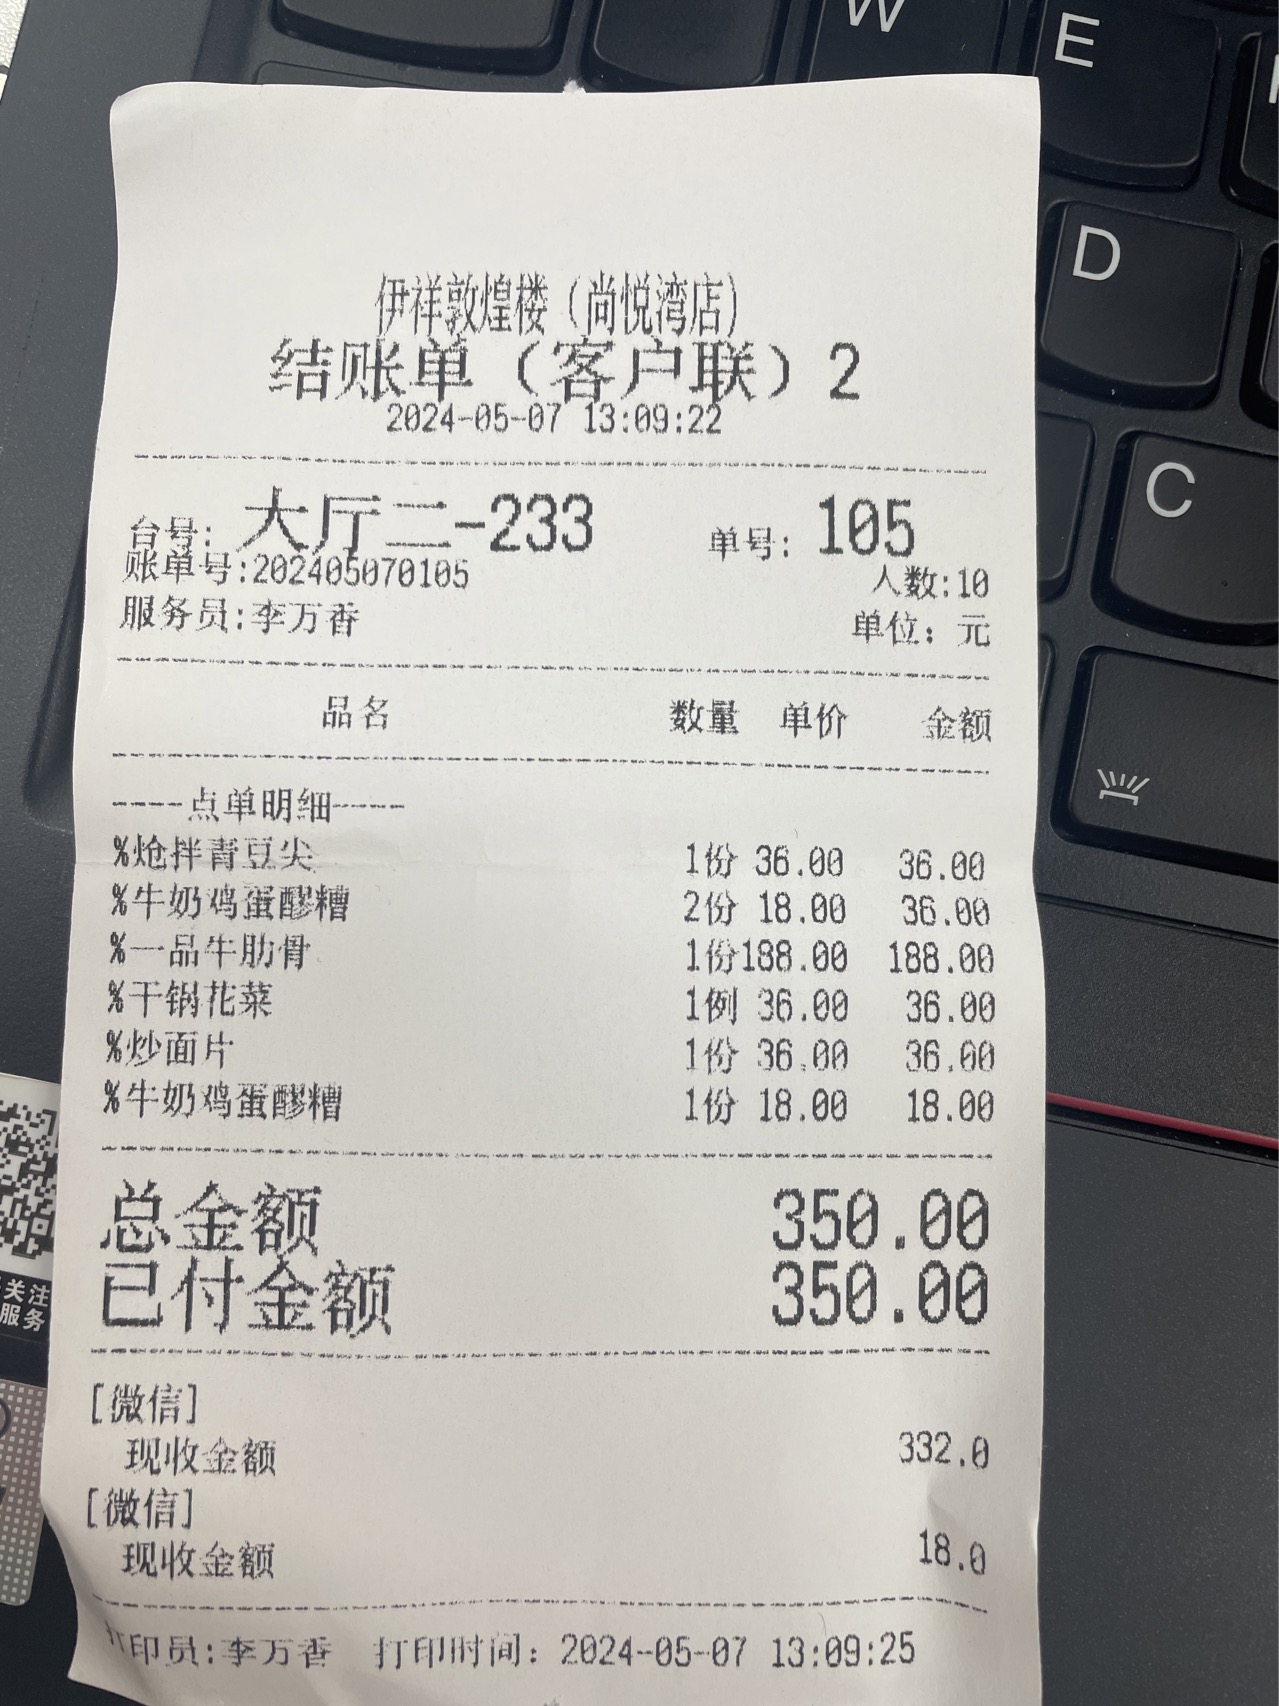 W
E
D
C
伊祥敦煌楼（尚悦湾店）
结账单（客户联）2
2024-05-07 13:09:22
台号: 大厅二-233 单号: 105
账单号:202405070105 人数:10
服务员:李万香 单位: 元
品名 数量 单价 金额
----点单明细----
%炝拌青豆尖 1份 36.00 36.00
%牛奶鸡蛋醪糟 2份 18.00 36.00
%一品牛肋骨 1份188.00 188.00
%干锅花菜 1例 36.00 36.00
%炒面片 1份 36.00 36.00
%牛奶鸡蛋醪糟 1份 18.00 18.00
总金额 350.00
已付金额 350.00
[微信]
现收金额 332.0
[微信]
现收金额 18.0
打印员:李万香 打印时间: 2024-05-07 13:09:25
关注
服务